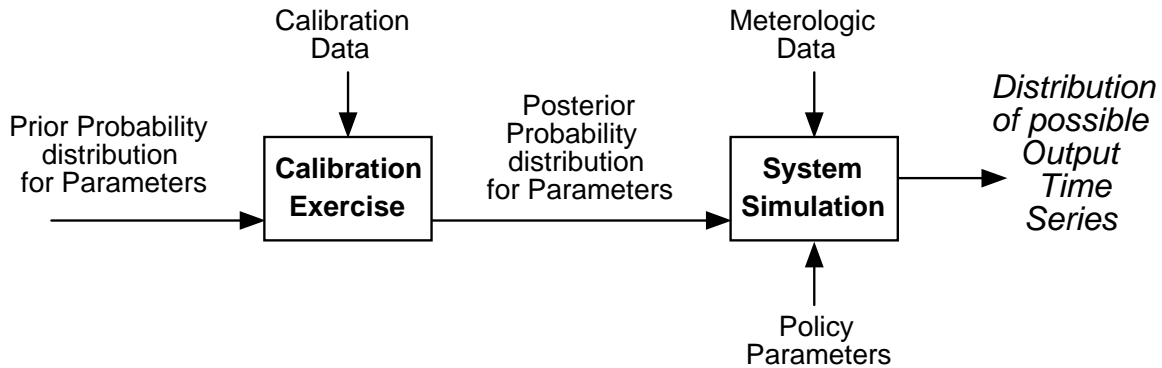 Calibration
Data
Meterologic
Data
Prior Probability
distribution
for Parameters
Calibration
Exercise
Posterior
Probability
distribution
for Parameters
System
Simulation
Distribution
of possible
Output
Time
Series
Policy
Parameters